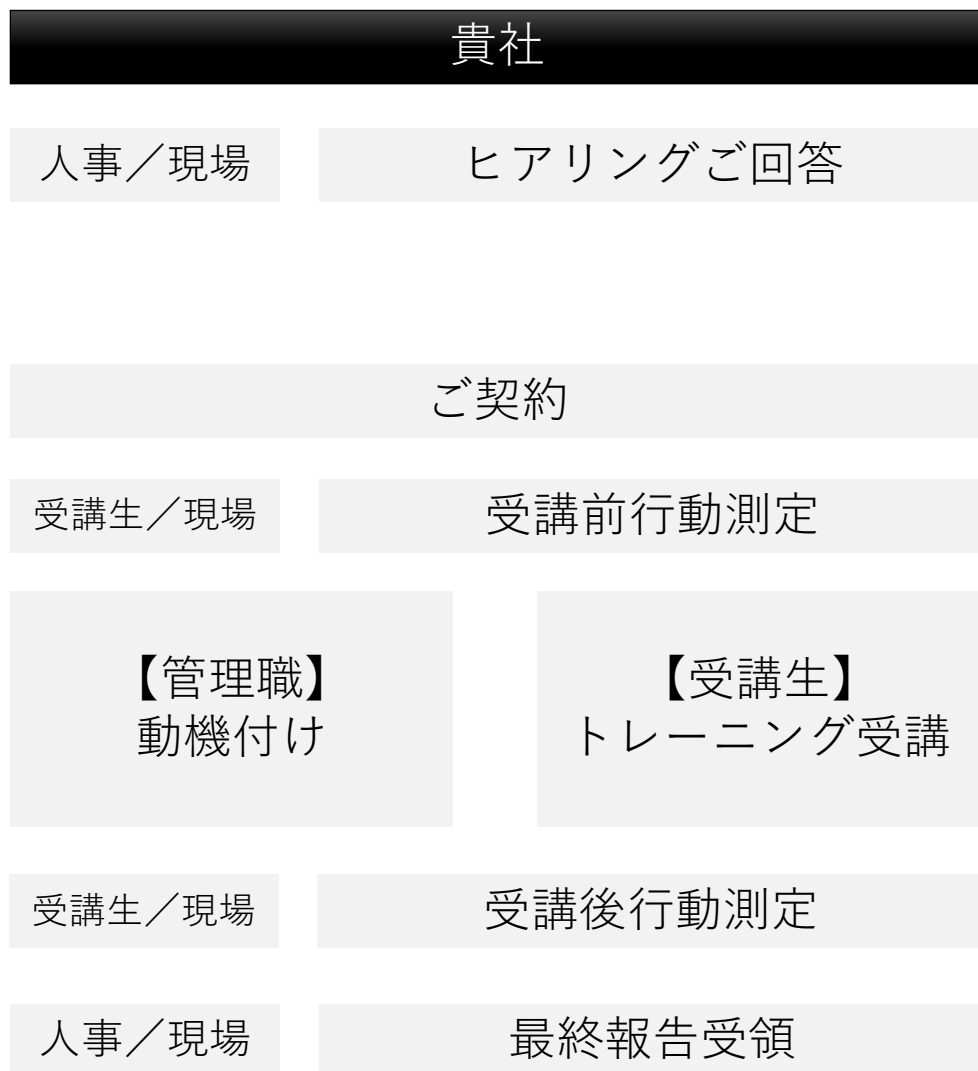 貴社
人事／現場
ヒアリングご回答
ご契約
受講生／現場
受講前行動測定
【管理職】
動機付け
【受講生】
トレーニング受講
受講生／現場
受講後行動測定
人事／現場
最終報告受領